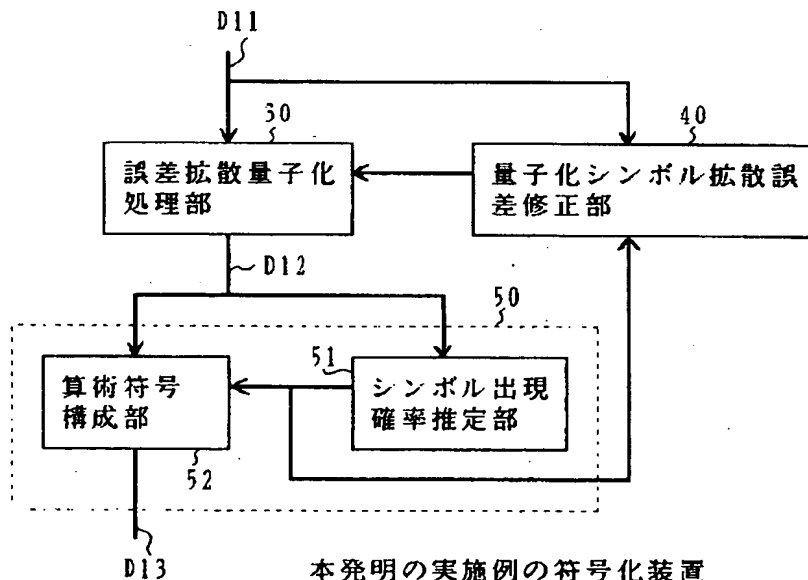 D11
30
40
誤差拡散量子化
処理部
量子化シンボル拡散誤
差修正部
D12
50
算術符号
構成部
51
シンボル出現
確率推定部
52
D13
本発明の実施例の符号化装置